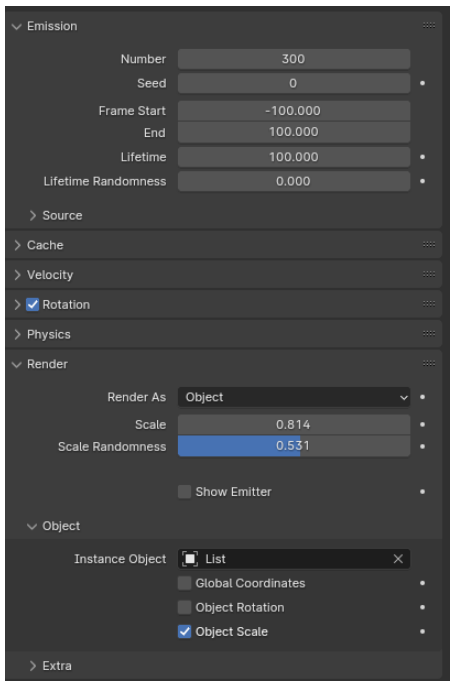 Emission
Number 300
Seed 0
Frame Start -100.000
End 100.000
Lifetime 100.000
Lifetime Randomness 0.000
Source
Cache
Velocity
Rotation
Physics
Render
Render As Object
Scale 0.814
Scale Randomness 0.531
Show Emitter
Object
Instance Object List
Global Coordinates
Object Rotation
Object Scale
Extra